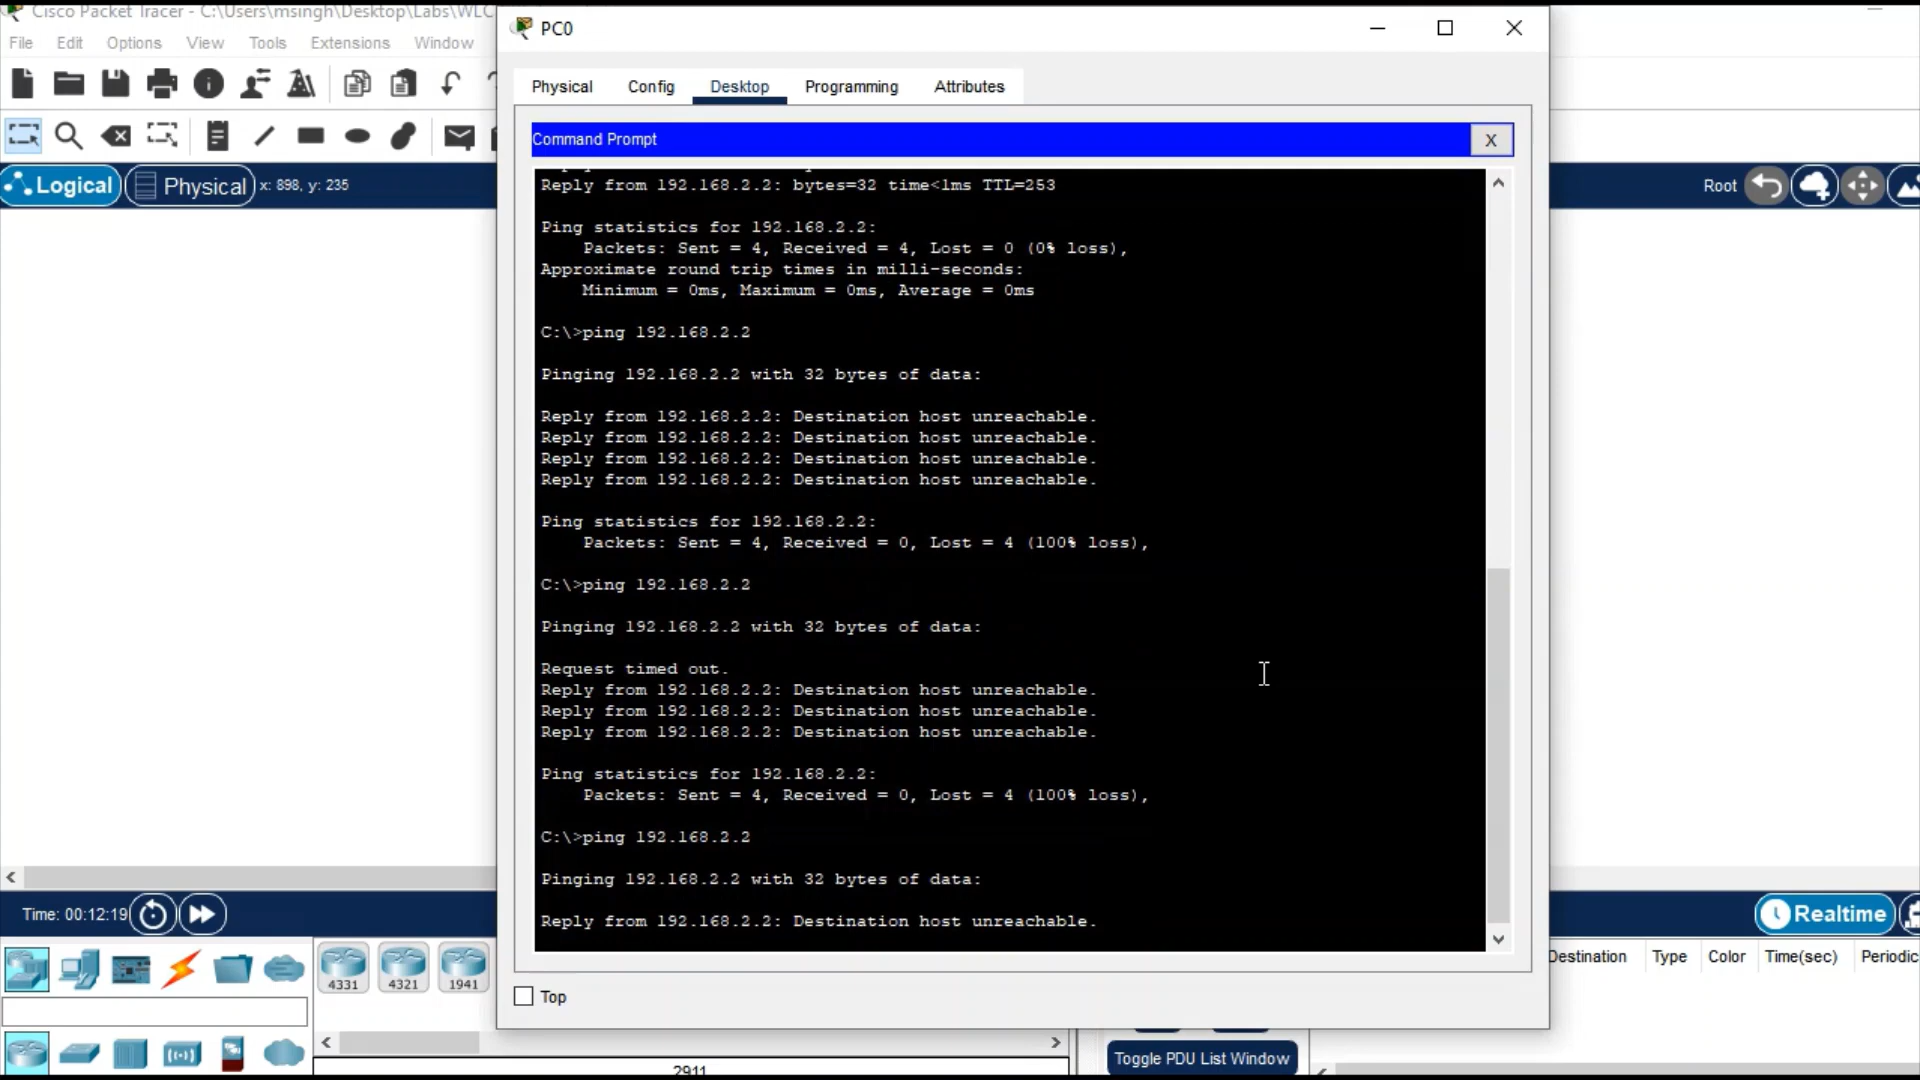 Cisco Packet Tracer - C:\Users\msingh\Desktop\Labs\WLC
File Edit Options View Tools Extensions Window
Logical Physical x: 898, y: 235
Root
PC0
Physical Config Desktop Programming Attributes
Command Prompt
X
Reply from 192.168.2.2: bytes=32 time<1ms TTL=253
Ping statistics for 192.168.2.2:
Packets: Sent = 4, Received = 4, Lost = 0 (0% loss),
Approximate round trip times in milli-seconds:
Minimum = 0ms, Maximum = 0ms, Average = 0ms
C:\>ping 192.168.2.2
Pinging 192.168.2.2 with 32 bytes of data:
Reply from 192.168.2.2: Destination host unreachable.
Reply from 192.168.2.2: Destination host unreachable.
Reply from 192.168.2.2: Destination host unreachable.
Reply from 192.168.2.2: Destination host unreachable.
Ping statistics for 192.168.2.2:
Packets: Sent = 4, Received = 0, Lost = 4 (100% loss),
C:\>ping 192.168.2.2
Pinging 192.168.2.2 with 32 bytes of data:
Request timed out.
Reply from 192.168.2.2: Destination host unreachable.
Reply from 192.168.2.2: Destination host unreachable.
Reply from 192.168.2.2: Destination host unreachable.
Ping statistics for 192.168.2.2:
Packets: Sent = 4, Received = 0, Lost = 4 (100% loss),
C:\>ping 192.168.2.2
Pinging 192.168.2.2 with 32 bytes of data:
Reply from 192.168.2.2: Destination host unreachable.
Top
Time: 00:12:19
Realtime
4331 4321 1941
Destination Type Color Time(sec) Periodic
2911
Toggle PDU List Window